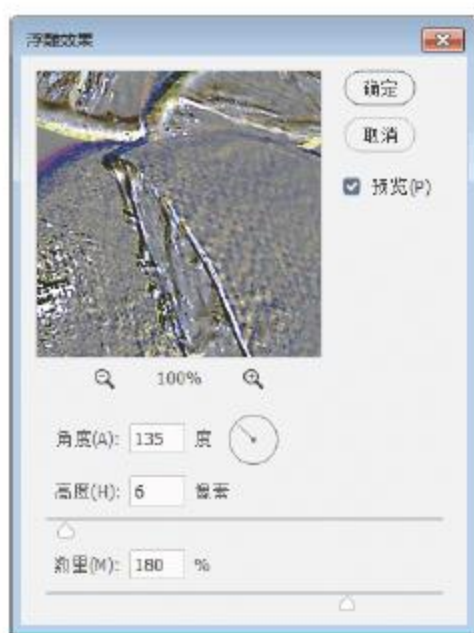 浮雕效果
确定
取消
预览(P)
100%
角度(A): 135 度
高度(H): 6 像素
数量(M): 180 %